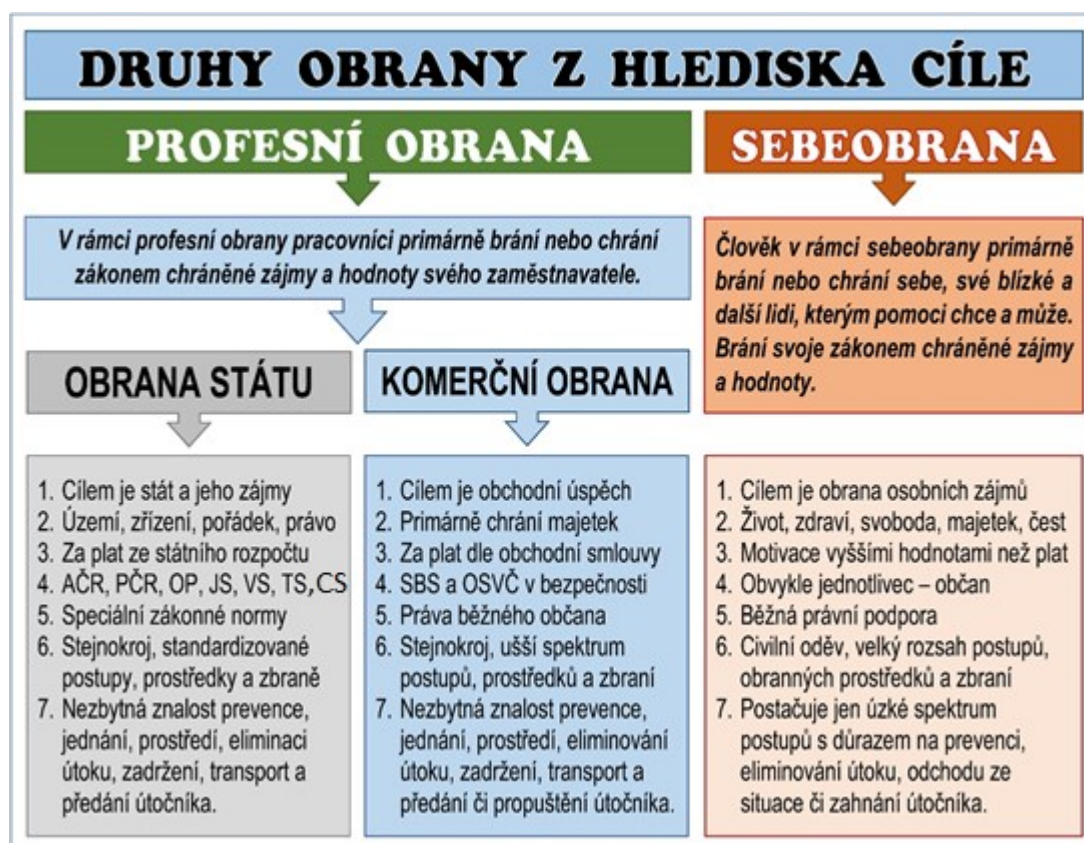 DRUHY OBRANY Z HLEDISKA CÍLE
PROFESNÍ OBRANA
V rámci profesní obrany pracovníci primárně brání nebo chrání
zákonem chráněné zájmy a hodnoty svého zaměstnavatele.
OBRANA STÁTU
1. Cílem je stát a jeho zájmy
2. Území, zřízení, pořádek, právo
3. Za plat ze státního rozpočtu
4. AČR, PČR, OP, JS, VS, TS,CS
5. Speciální zákonné normy
6. Stejnokroj, standardizované
postupy, prostředky a zbraně
7. Nezbytná znalost prevence,
jednání, prostředí, eliminaci
útoku, zadržení, transport a
předání útočníka.
KOMERČNÍ OBRANA
1. Cílem je obchodní úspěch
2. Primárně chrání majetek
3. Za plat dle obchodní smlouvy
4. SBS a OSVČ v bezpečnosti
5. Práva běžného občana
6. Stejnokroj, ušší spektrum
postupů, prostředků a zbraní
7. Nezbytná znalost prevence,
jednání, prostředí, eliminování
útoku, zadržení, transport a
předání či propuštění útočníka.
SEBEOBRANA
Člověk v rámci sebeobrany primárně
brání nebo chrání sebe, své blízké a
další lidi, kterým pomoci chce a může.
Brání svoje zákonem chráněné zájmy
a hodnoty.
1. Cílem je obrana osobních zájmů
2. Život, zdraví, svoboda, majetek, čest
3. Motivace vyššími hodnotami než plat
4. Obvykle jednotlivec – občan
5. Běžná právní podpora
6. Civilní oděv, velký rozsah postupů,
obranných prostředků a zbraní
7. Postačuje jen úzké spektrum
postupů s důrazem na prevenci,
eliminování útoku, odchodu ze
situace či zahnání útočníka.